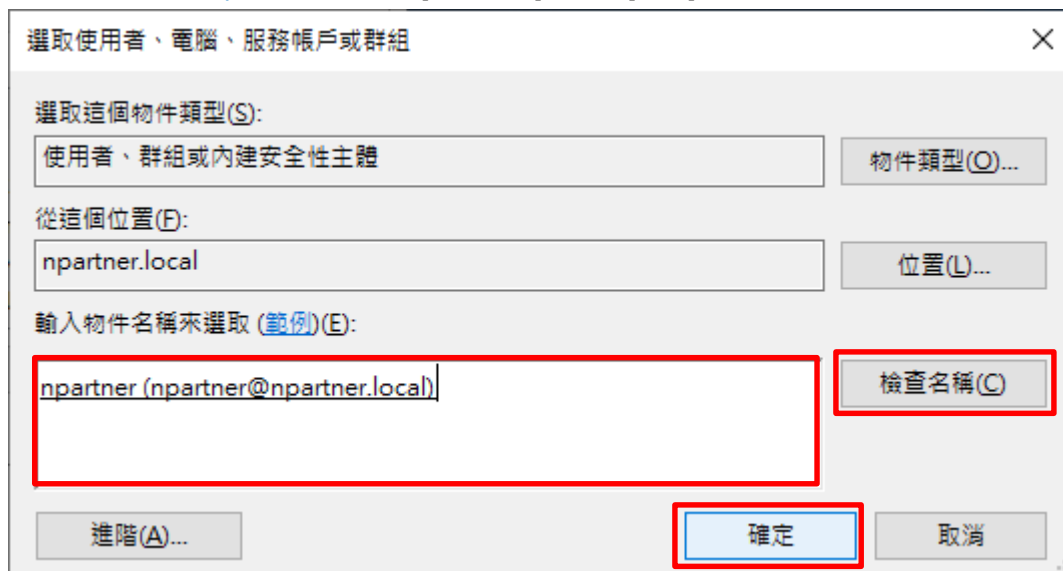 選取使用者、電腦、服務帳戶或群組
選取這個物件類型(S):
使用者、群組或內建安全性主體
物件類型(O)...
從這個位置(F):
npartner.local
位置(L)...
輸入物件名稱來選取 (範例)(E):
npartner (npartner@npartner.local)
檢查名稱(C)
進階(A)...
確定
取消